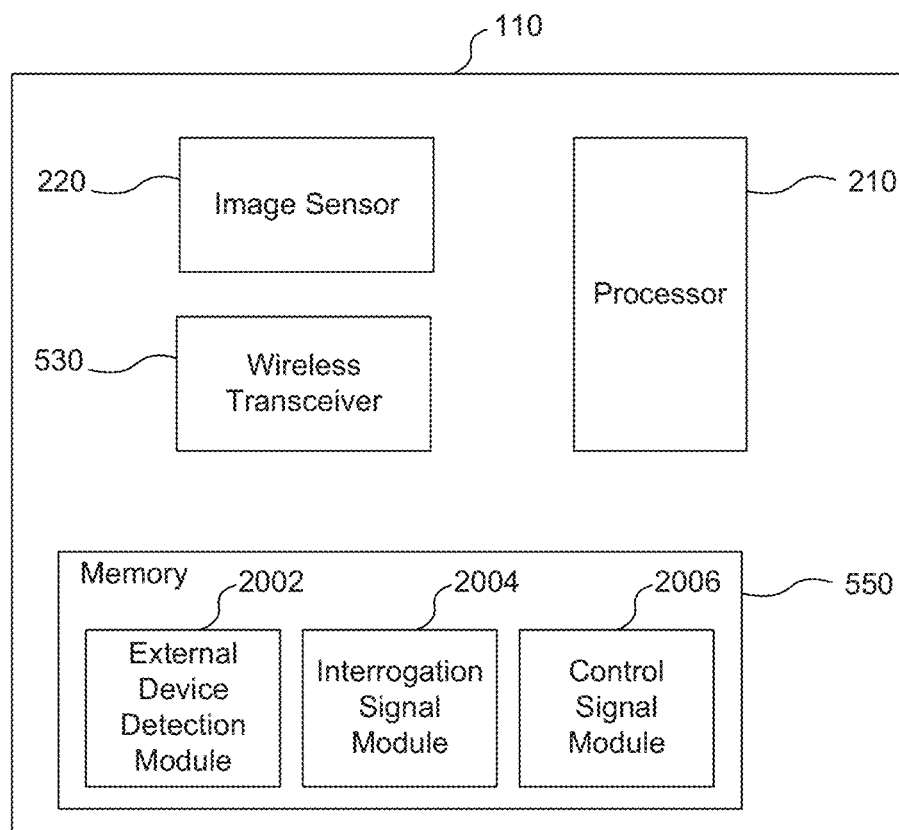 110
220
Image Sensor
210
Processor
530
Wireless
Transceiver
Memory
2002
2004
2006
550
External
Device
Detection
Module
Interrogation
Signal
Module
Control
Signal
Module